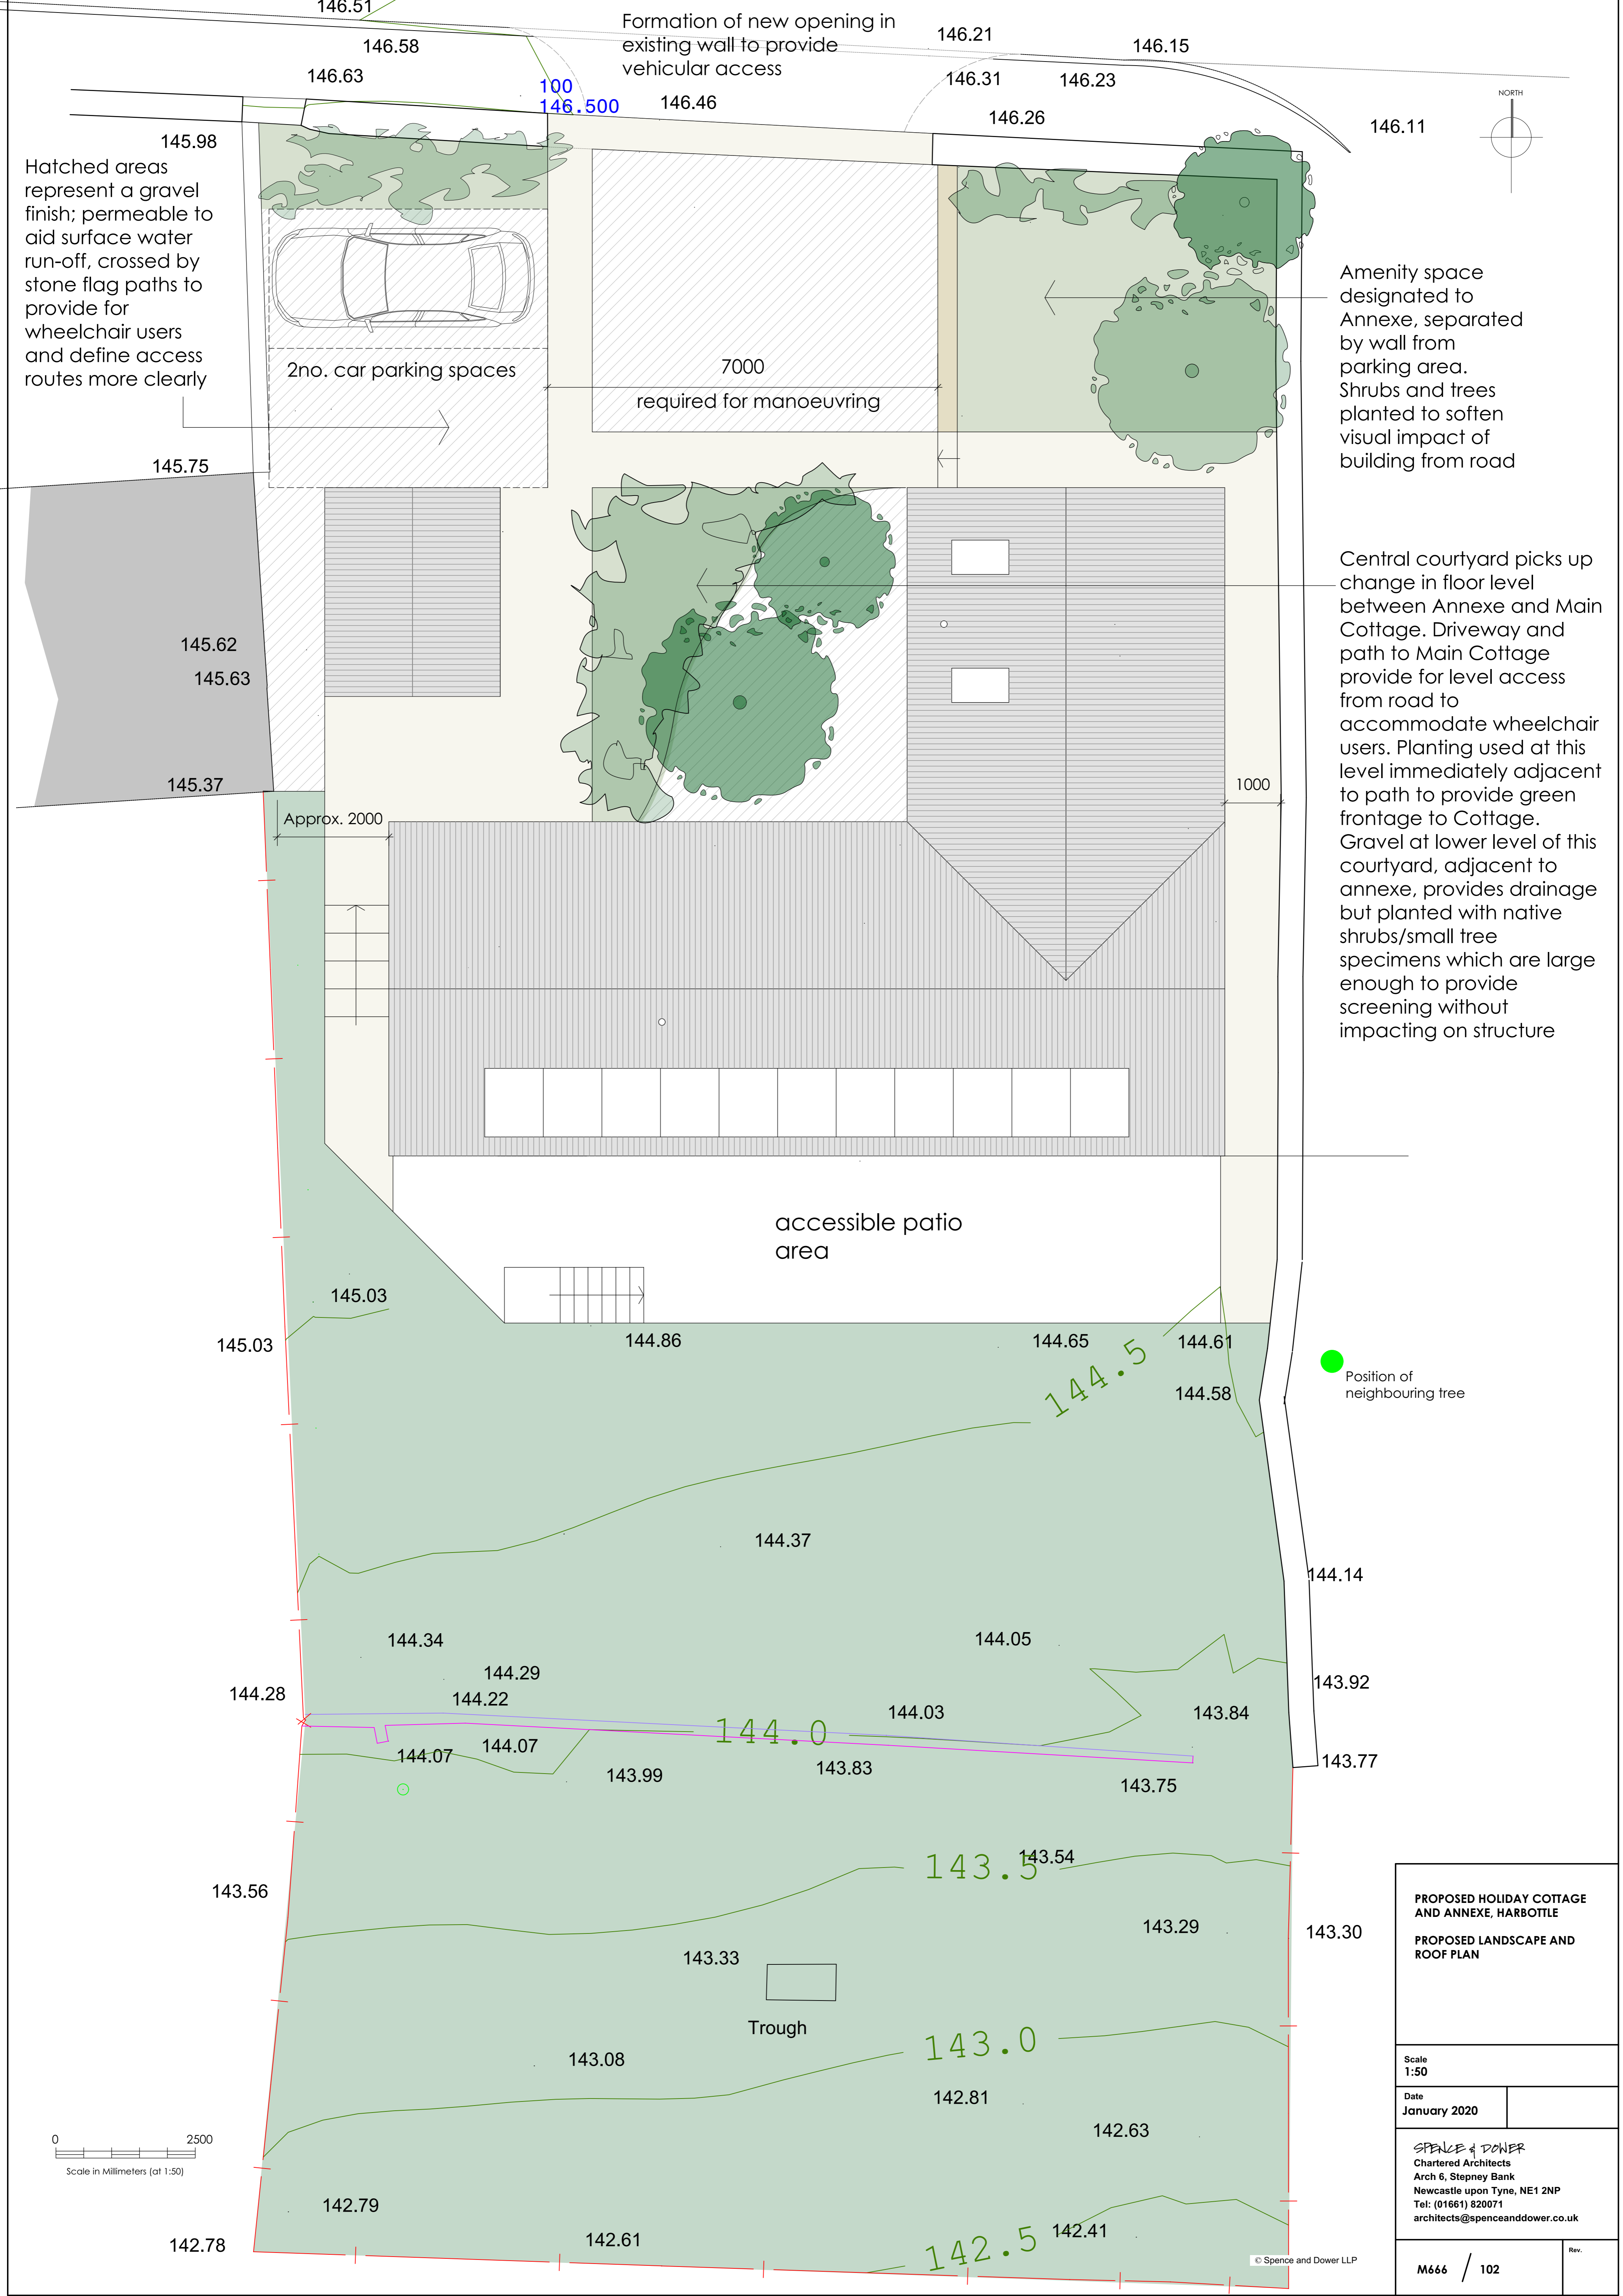 146.51
Formation of new opening in
existing wall to provide
vehicular access
146.58
146.63
100
146.500
146.46
146.21
146.15
146.31
146.23
146.26
146.11
NORTH
145.98
Hatched areas
represent a gravel
finish; permeable to
aid surface water
run-off, crossed by
stone flag paths to
provide for
wheelchair users
and define access
routes more clearly
2no. car parking spaces
7000
required for manoeuvring
Amenity space
designated to
Annexe, separated
by wall from
parking area.
Shrubs and trees
planted to soften
visual impact of
building from road
145.75
145.62
145.63
145.37
Approx. 2000
1000
Central courtyard picks up
change in floor level
between Annexe and Main
Cottage. Driveway and
path to Main Cottage
provide for level access
from road to
accommodate wheelchair
users. Planting used at this
level immediately adjacent
to path to provide green
frontage to Cottage.
Gravel at lower level of this
courtyard, adjacent to
annexe, provides drainage
but planted with native
shrubs/small tree
specimens which are large
enough to provide
screening without
impacting on structure
accessible patio
area
145.03
145.03
144.86
144.65
144.61
144.5
144.58
Position of
neighbouring tree
144.37
144.14
144.34
144.05
144.29
144.28
144.22
143.92
144.03
143.84
144.0
144.07
144.07
143.99
143.83
143.75
143.77
143.5
143.54
143.56
143.29
143.30
143.33
Trough
143.0
143.08
142.81
142.63
0 2500
Scale in Millimeters (at 1:50)
142.79
142.78
142.61
142.5
142.41
© Spence and Dower LLP
PROPOSED HOLIDAY COTTAGE
AND ANNEXE, HARBOTTLE
PROPOSED LANDSCAPE AND
ROOF PLAN
Scale
1:50
Date
January 2020
SPENCE & DOWER
Chartered Architects
Arch 6, Stepney Bank
Newcastle upon Tyne, NE1 2NP
Tel: (01661) 820071
architects@spenceanddower.co.uk
M666 / 102
Rev.